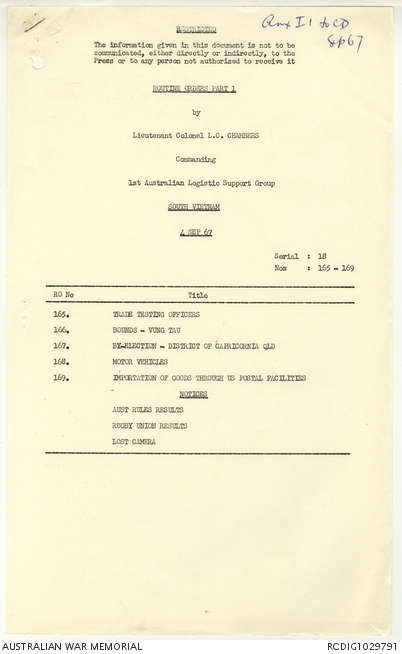 RESTRICTED
Anx I 1 to CD
Sep 67
The information given in this document is not to be
communicated, either directly or indirectly, to the
Press or to any person not authorised to receive it
ROUTINE ORDERS PART 1
by
Lieutenant Colonel L.C. CHAMBERS
Commanding
1st Australian Logistic Support Group
SOUTH VIETNAM
4 SEP 67
Serial : 18
Nos : 165 - 169
RO No Title
165. TRADE TESTING OFFICERS
166. BOUNDS - VUNG TAU
167. BY-ELECTION - DISTRICT OF CAPRICORNIA QLD
168. MOTOR VEHICLES
169. IMPORTATION OF GOODS THROUGH US POSTAL FACILITIES
NOTICES
AUST RULES RESULTS
RUGBY UNION RESULTS
LOST CAMERA
AUSTRALIAN WAR MEMORIAL
RCDIG1029791